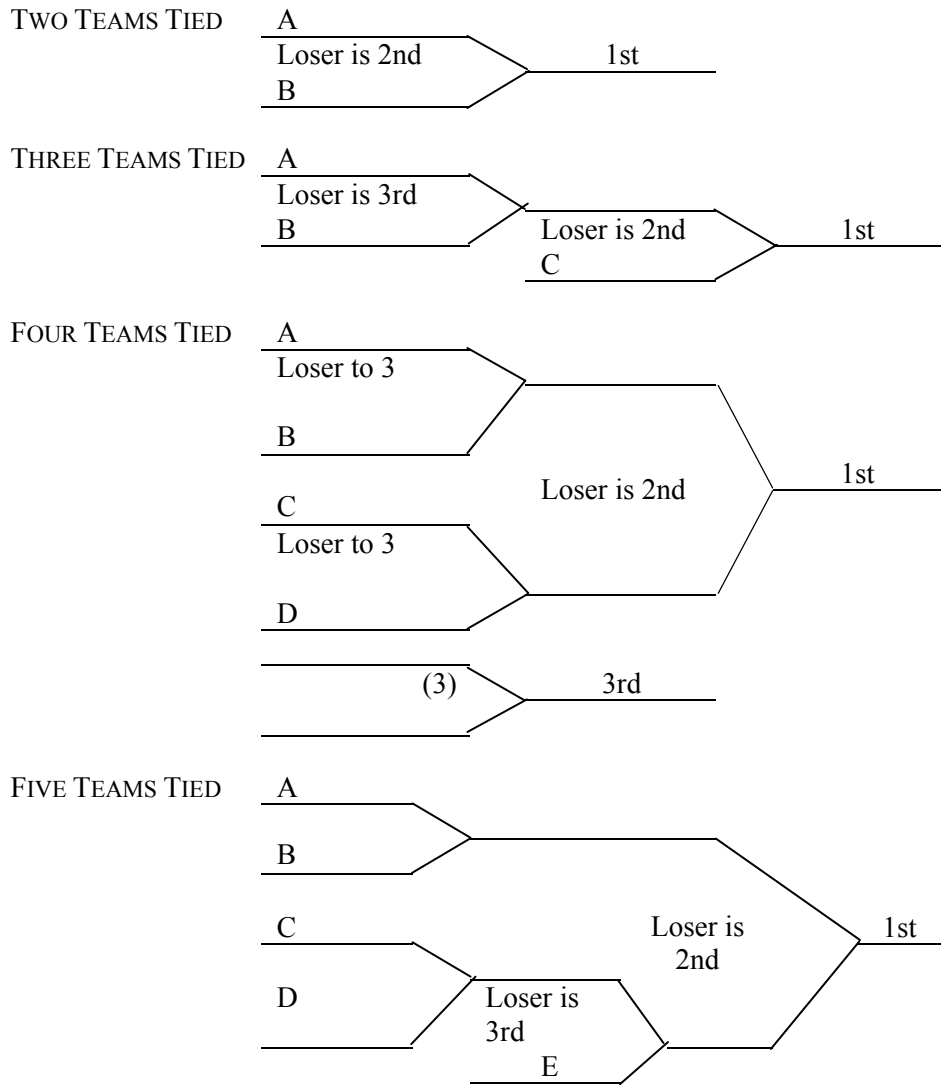 TWO TEAMS TIED
A
Loser is 2nd
1st
B
THREE TEAMS TIED
A
Loser is 3rd
B
Loser is 2nd
1st
C
FOUR TEAMS TIED
A
Loser to 3
B
Loser is 2nd
1st
C
Loser to 3
D
(3)
3rd
FIVE TEAMS TIED
A
B
C
Loser is
2nd
1st
D
Loser is
3rd
E